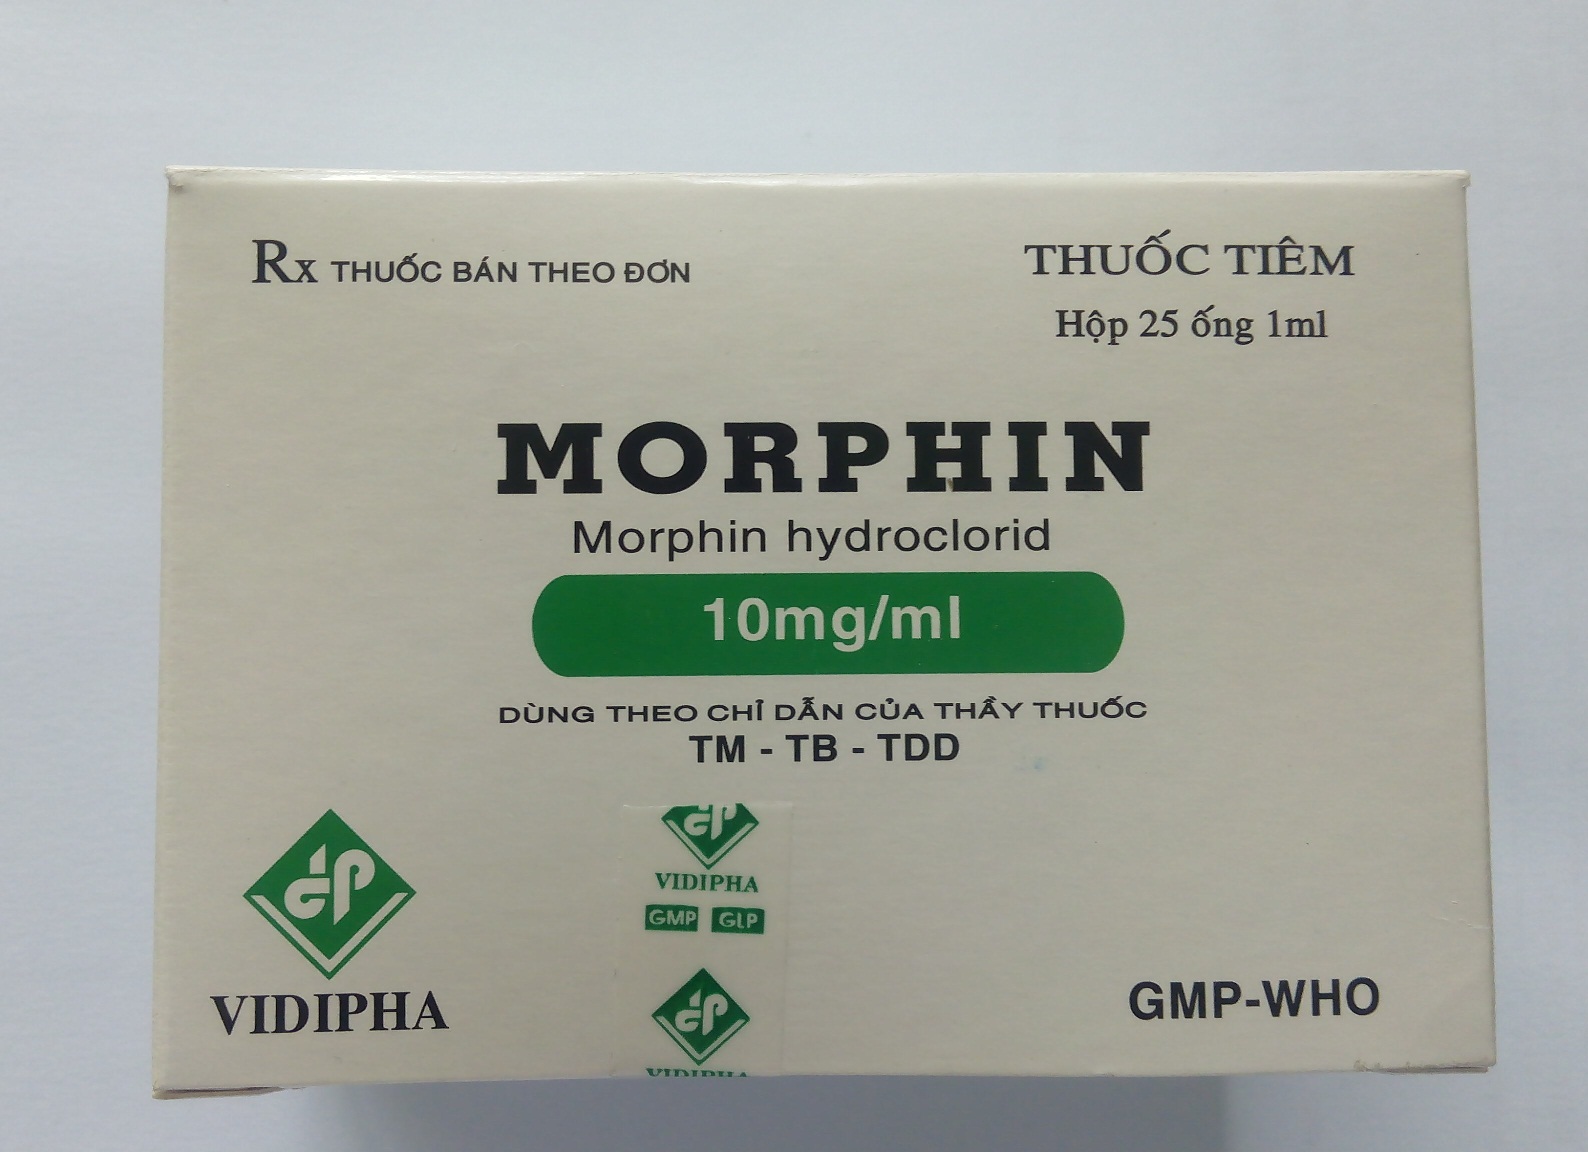 Rx THUỐC BÁN THEO ĐƠN
THUỐC TIÊM
Hộp 25 ống 1ml
MORPHIN
Morphin hydroclorid
10mg/ml
DÙNG THEO CHỈ DẪN CỦA THẦY THUỐC
TM - TB - TDD
VIDIPHA
GMP GLP
VIDIPHA
VIDIPHA
GMP-WHO